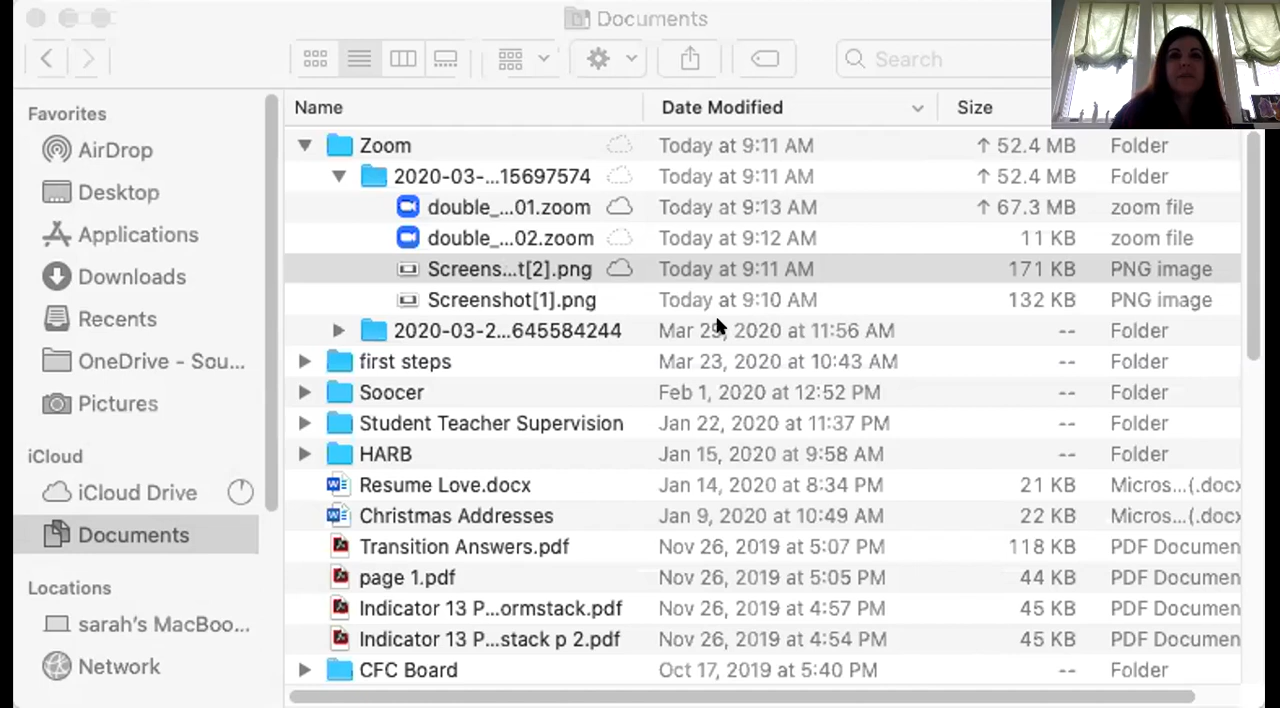 Documents
Search
Favorites
AirDrop
Desktop
Applications
Downloads
Recents
OneDrive - Sou...
Pictures
iCloud
iCloud Drive
Documents
Locations
sarah's MacBoo...
Network
Name Date Modified Size
Zoom Today at 9:11 AM ↑ 52.4 MB Folder
2020-03-...15697574 Today at 9:11 AM ↑ 52.4 MB Folder
double_...01.zoom Today at 9:13 AM ↑ 67.3 MB zoom file
double_...02.zoom Today at 9:12 AM 11 KB zoom file
Screens...t[2].png Today at 9:11 AM 171 KB PNG image
Screenshot[1].png Today at 9:10 AM 132 KB PNG image
2020-03-2...645584244 Mar 25, 2020 at 11:56 AM -- Folder
first steps Mar 23, 2020 at 10:43 AM -- Folder
Soocer Feb 1, 2020 at 12:52 PM -- Folder
Student Teacher Supervision Jan 22, 2020 at 11:37 PM -- Folder
HARB Jan 15, 2020 at 9:58 AM -- Folder
Resume Love.docx Jan 14, 2020 at 8:34 PM 21 KB Micros...(.docx
Christmas Addresses Jan 9, 2020 at 10:49 AM 22 KB Micros...(.docx
Transition Answers.pdf Nov 26, 2019 at 5:07 PM 118 KB PDF Documen
page 1.pdf Nov 26, 2019 at 5:05 PM 44 KB PDF Documen
Indicator 13 P...ormstack.pdf Nov 26, 2019 at 4:57 PM 45 KB PDF Documen
Indicator 13 P...stack p 2.pdf Nov 26, 2019 at 4:54 PM 45 KB PDF Documen
CFC Board Oct 17, 2019 at 5:40 PM -- Folder